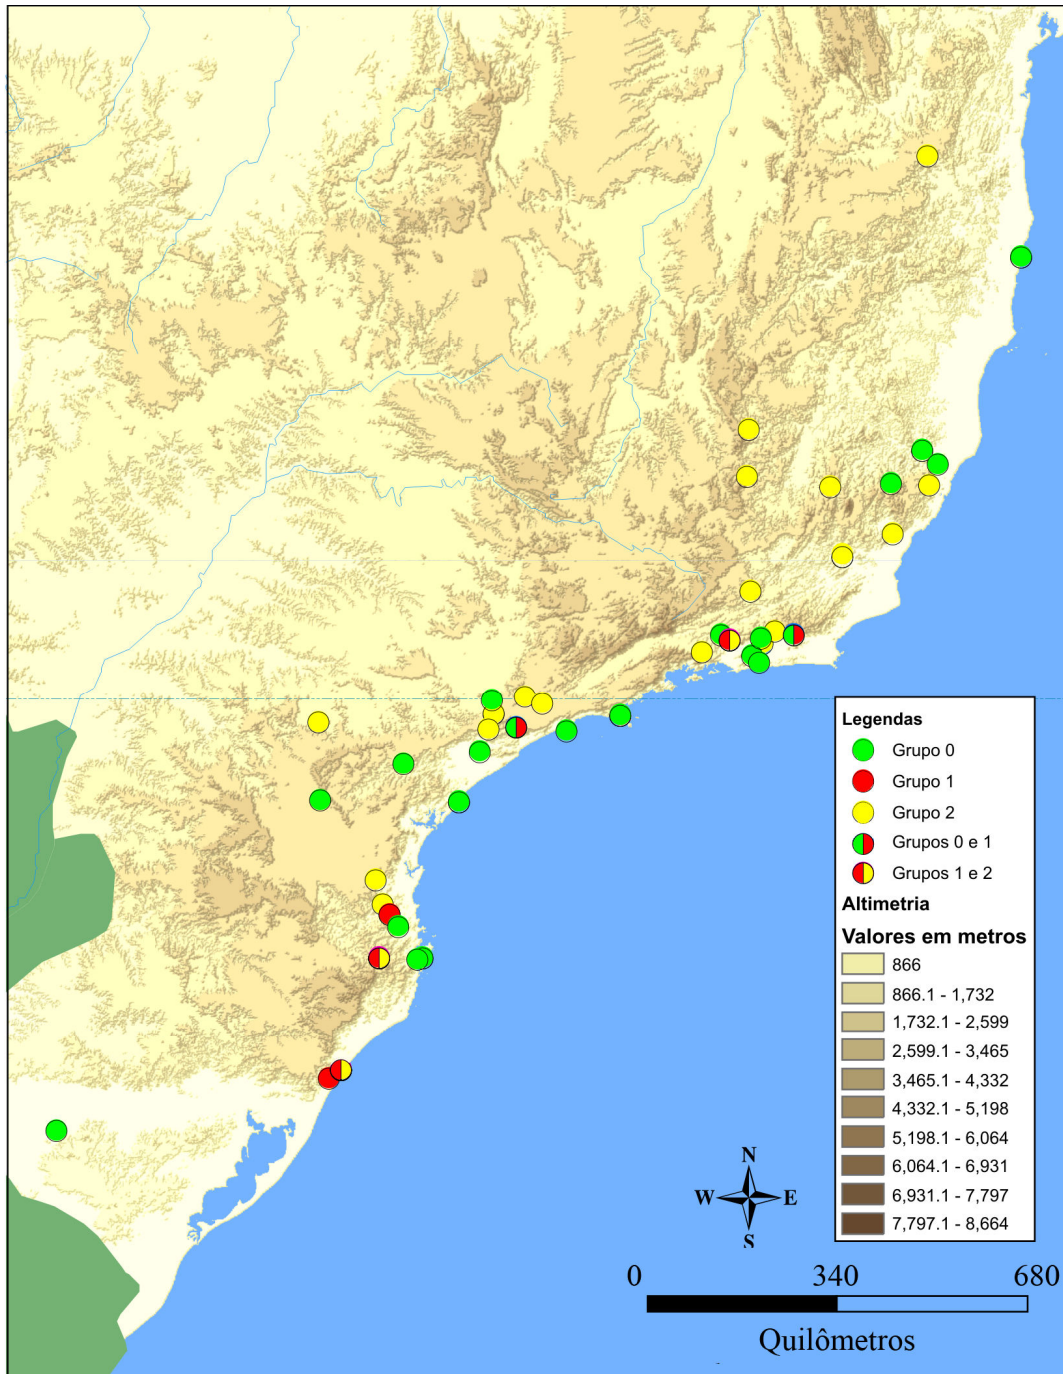 Legendas
Grupo 0
Grupo 1
Grupo 2
Grupos 0 e 1
Grupos 1 e 2
Altimetria
Valores em metros
866
866.1 - 1,732
1,732.1 - 2,599
2,599.1 - 3,465
3,465.1 - 4,332
4,332.1 - 5,198
5,198.1 - 6,064
6,064.1 - 6,931
6,931.1 - 7,797
7,797.1 - 8,664
N
W E
S
0 340 680
Quilômetros